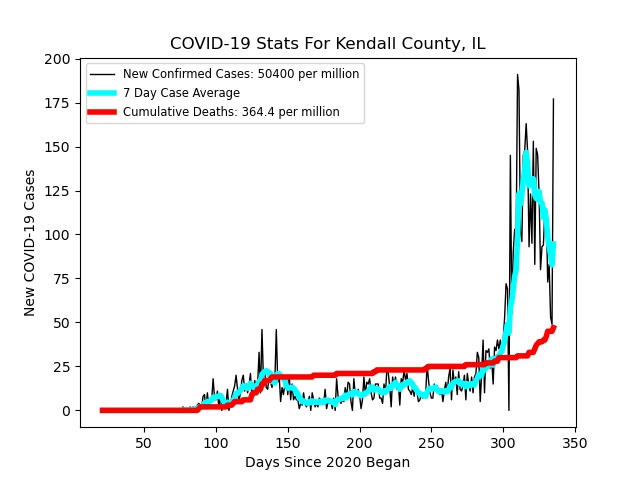 COVID-19 Stats For Kendall County, IL
New Confirmed Cases: 50400 per million
7 Day Case Average
Cumulative Deaths: 364.4 per million
New COVID-19 Cases
200
175
150
125
100
75
50
25
0
50
100
150
200
250
300
350
Days Since 2020 Began